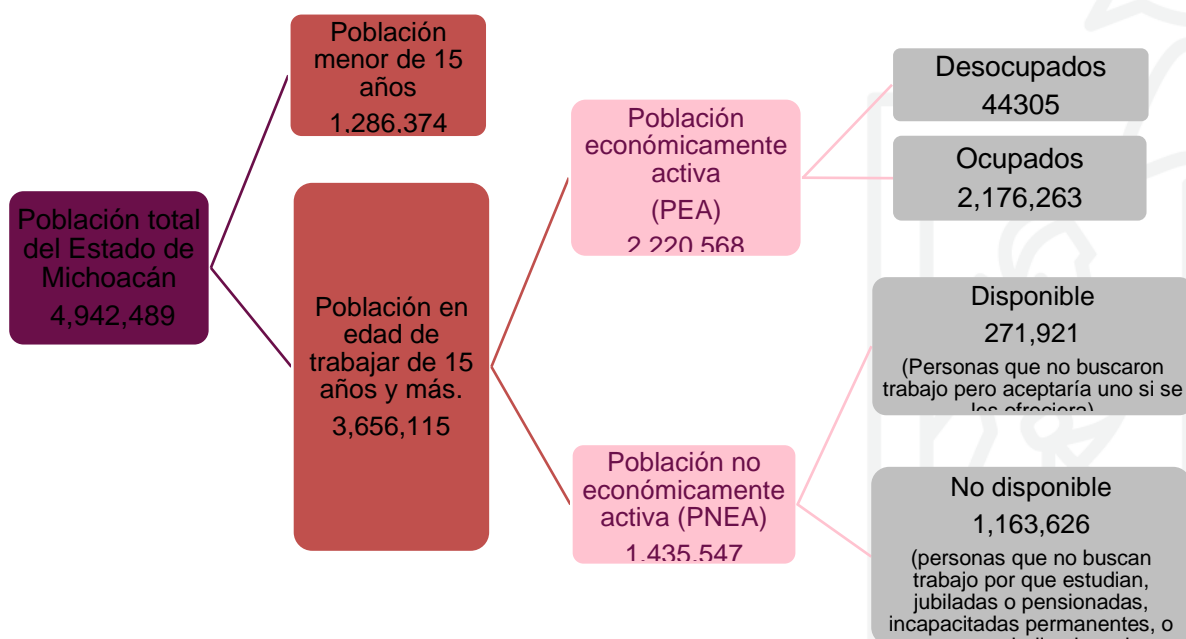 Población total
del Estado de
Michoacán
4,942,489
Población
menor de 15
años
1,286,374
Población en
edad de
trabajar de 15
años y más.
3,656,115
Población
económicamente
activa
(PEA)
2,220,568
Población no
económicamente
activa (PNEA)
1,435,547
Desocupados
44305
Ocupados
2,176,263
Disponible
271,921
(Personas que no buscaron
trabajo pero aceptaría uno si se
les ofreciera)
No disponible
1,163,626
(personas que no buscan
trabajo por que estudian,
jubiladas o pensionadas,
incapacitadas permanentes, o